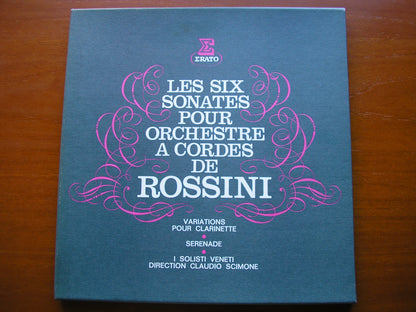 ERATO
LES SIX
SONATES
POUR
ORCHESTRE
A CORDES
DE
ROSSINI
VARIATIONS
POUR CLARINETTE
SERENADE
I SOLISTI VENETI
DIRECTION CLAUDIO SCIMONE